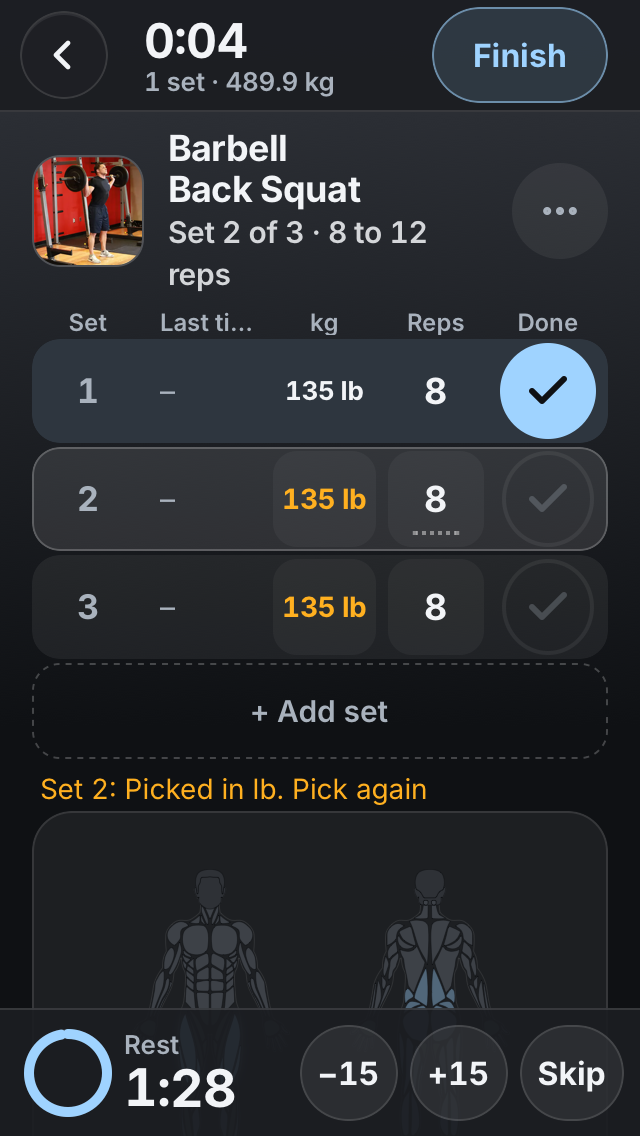 0:04
1 set · 489.9 kg
Finish
Barbell
Back Squat
Set 2 of 3 · 8 to 12
reps
Set Last ti... kg Reps Done
1 – 135 lb 8
2 – 135 lb 8
3 – 135 lb 8
+ Add set
Set 2: Picked in lb. Pick again
Rest
1:28
−15 +15 Skip